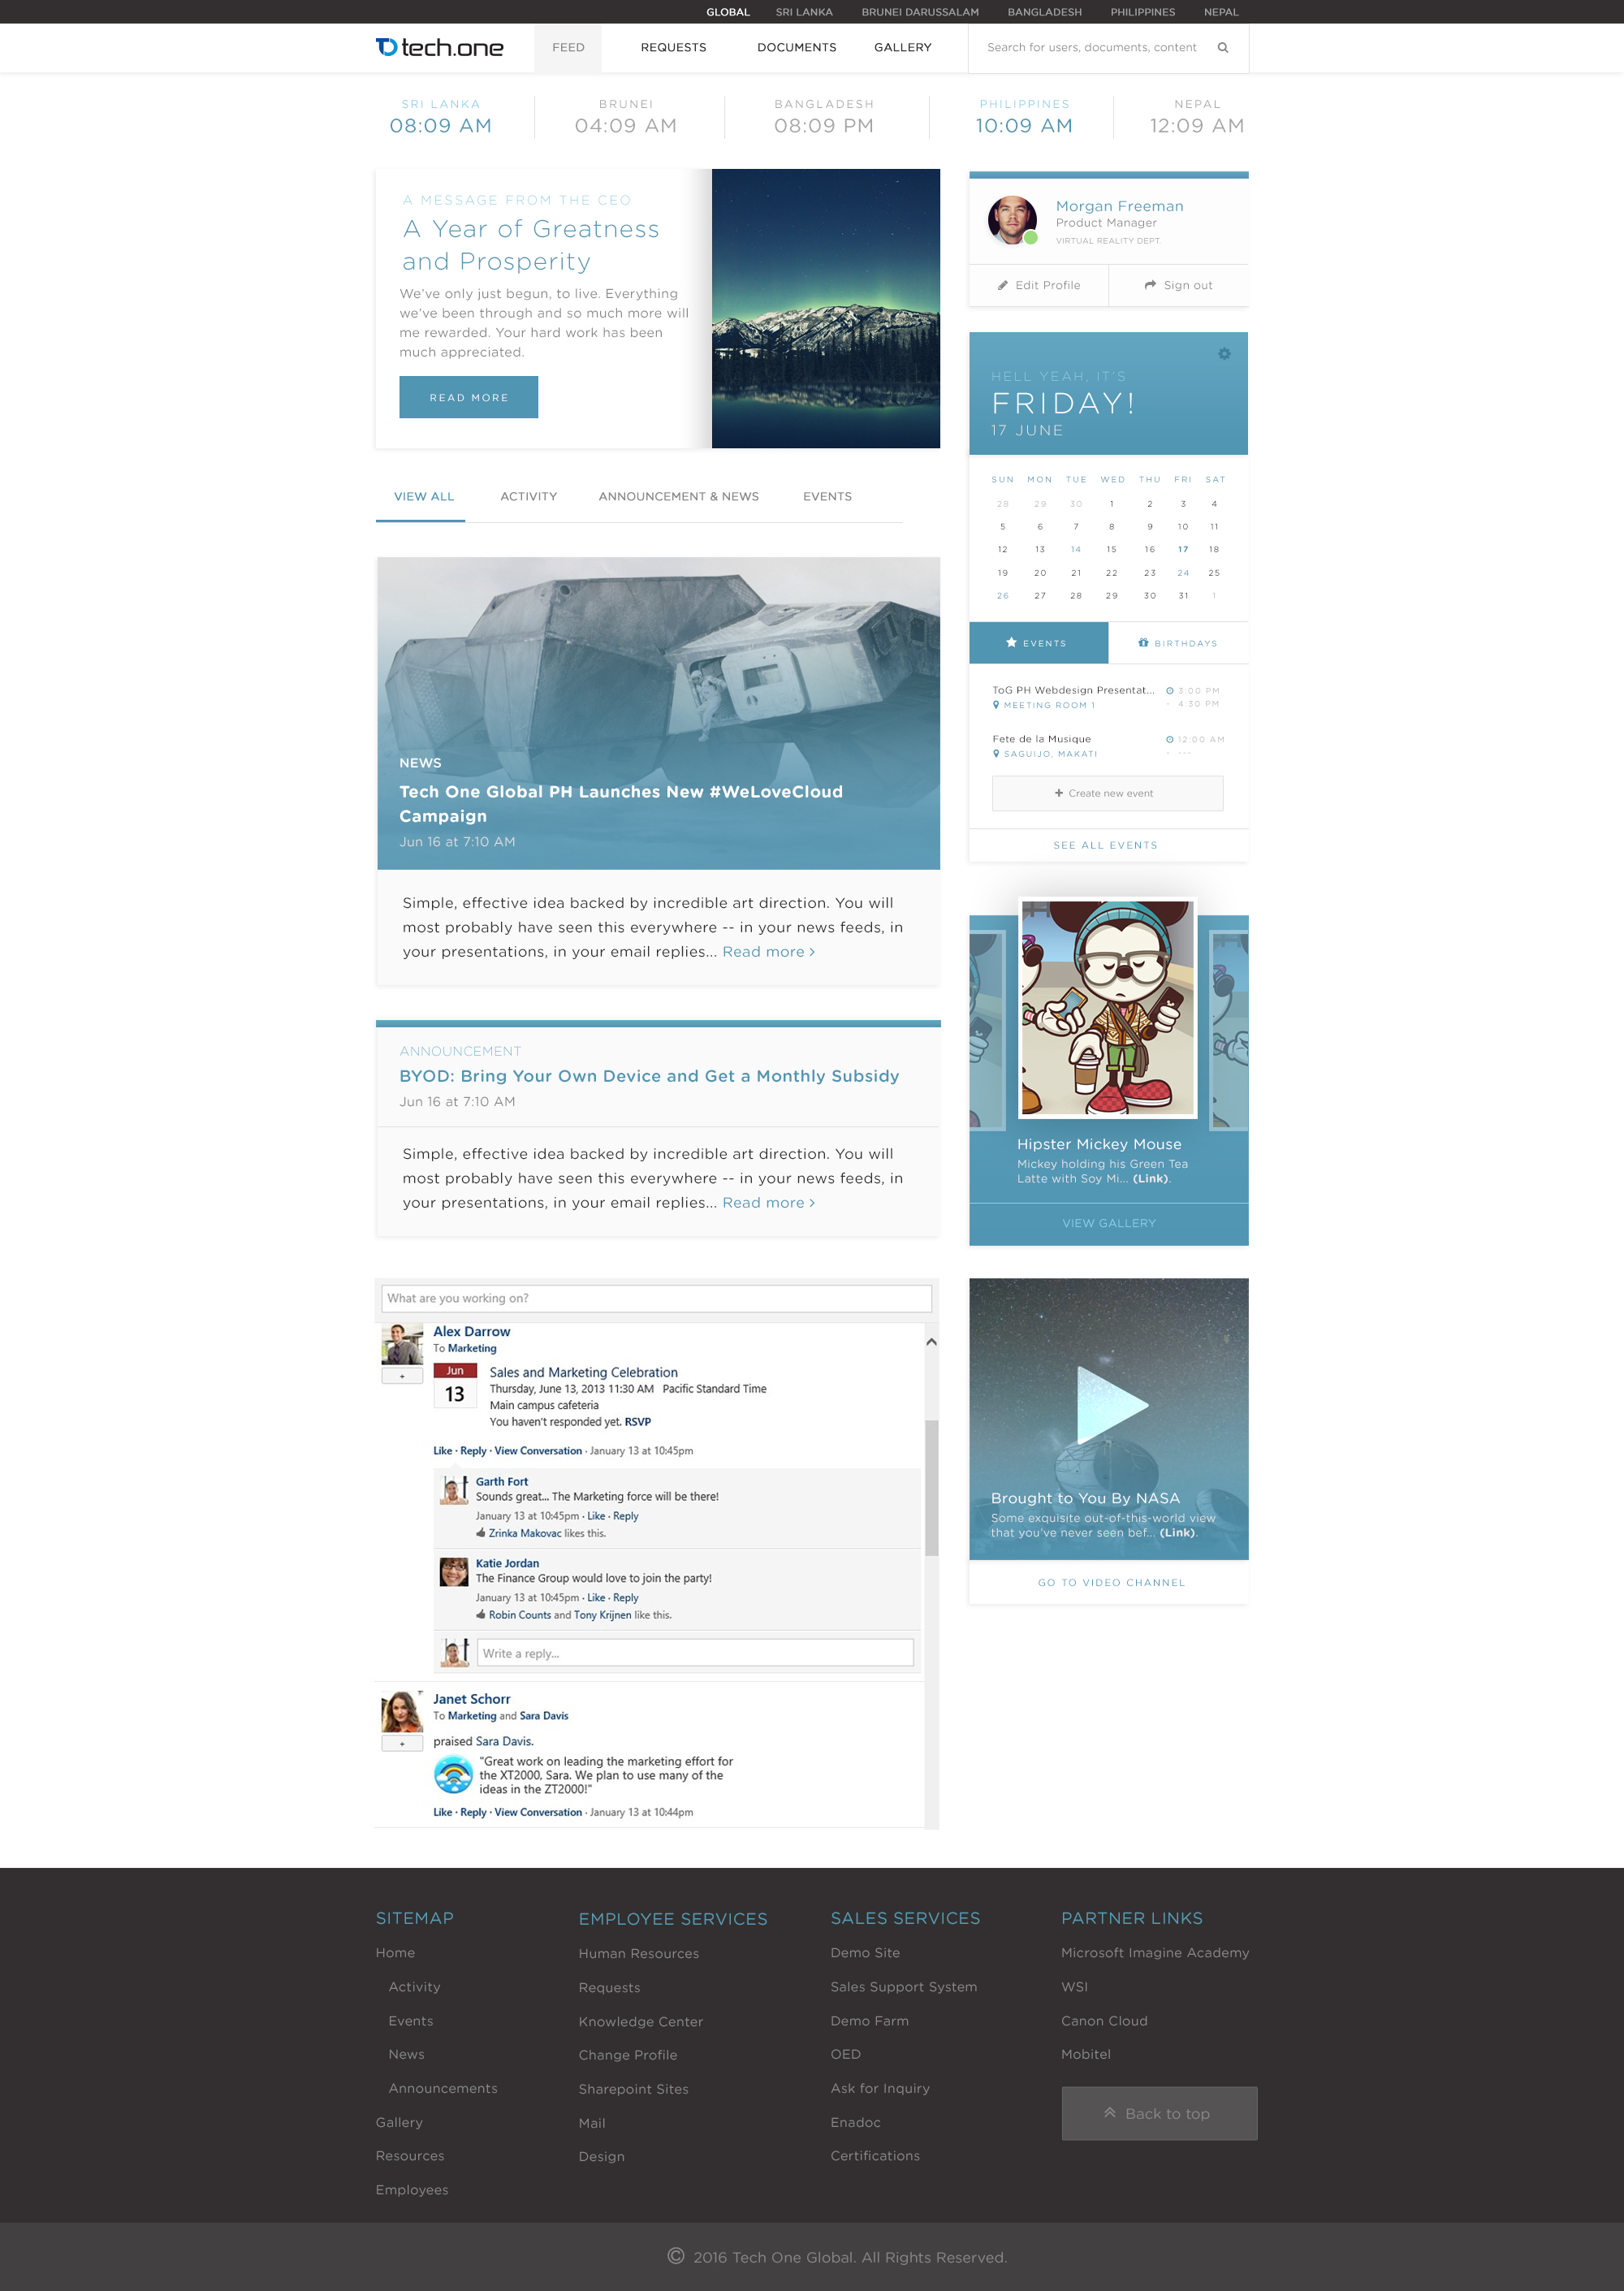 GLOBAL SRI LANKA BRUNEI DARUSSALAM BANGLADESH PHILIPPINES NEPAL
tech.one FEED REQUESTS DOCUMENTS GALLERY Search for users, documents, content
SRI LANKA BRUNEI BANGLADESH PHILIPPINES NEPAL
08:09 AM 04:09 AM 08:09 PM 10:09 AM 12:09 AM
A MESSAGE FROM THE CEO
A Year of Greatness
and Prosperity
We've only just begun, to live. Everything
we've been through and so much more will
me rewarded. Your hard work has been
much appreciated.
READ MORE
VIEW ALL ACTIVITY ANNOUNCEMENT & NEWS EVENTS
NEWS
Tech One Global PH Launches New #WeLoveCloud
Campaign
Jun 16 at 7:10 AM
Simple, effective idea backed by incredible art direction. You will
most probably have seen this everywhere -- in your news feeds, in
your presentations, in your email replies... Read more >
ANNOUNCEMENT
BYOD: Bring Your Own Device and Get a Monthly Subsidy
Jun 16 at 7:10 AM
Simple, effective idea backed by incredible art direction. You will
most probably have seen this everywhere -- in your news feeds, in
your presentations, in your email replies... Read more >
What are you working on?
Alex Darrow
To Marketing
+
Jun
13
Sales and Marketing Celebration
Thursday, June 13, 2013 11:30 AM Pacific Standard Time
Main campus cafeteria
You haven't responded yet. RSVP
Like · Reply · View Conversation · January 13 at 10:45pm
Garth Fort
Sounds great... The Marketing force will be there!
January 13 at 10:45pm · Like · Reply
Zrinka Makovac likes this.
Katie Jordan
The Finance Group would love to join the party!
January 13 at 10:45pm · Like · Reply
Robin Counts and Tony Krijnen like this.
Write a reply...
Janet Schorr
To Marketing and Sara Davis
+
praised Sara Davis.
"Great work on leading the marketing effort for
the XT2000, Sara. We plan to use many of the
ideas in the ZT2000!"
Like · Reply · View Conversation · January 13 at 10:44pm
Morgan Freeman
Product Manager
VIRTUAL REALITY DEPT.
Edit Profile Sign out
HELL YEAH, IT'S
FRIDAY!
17 JUNE
SUN MON TUE WED THU FRI SAT
28 29 30 1 2 3 4
5 6 7 8 9 10 11
12 13 14 15 16 17 18
19 20 21 22 23 24 25
26 27 28 29 30 31 1
EVENTS BIRTHDAYS
ToG PH Webdesign Presentat... 3:00 PM
MEETING ROOM 1 - 4:30 PM
Fete de la Musique 12:00 AM
SAGUIJO, MAKATI - ---
+ Create new event
SEE ALL EVENTS
Hipster Mickey Mouse
Mickey holding his Green Tea
Latte with Soy Mi... (Link).
VIEW GALLERY
Brought to You By NASA
Some exquisite out-of-this-world view
that you've never seen bef... (Link).
GO TO VIDEO CHANNEL
SITEMAP
Home
Activity
Events
News
Announcements
Gallery
Resources
Employees
EMPLOYEE SERVICES
Human Resources
Requests
Knowledge Center
Change Profile
Sharepoint Sites
Mail
Design
SALES SERVICES
Demo Site
Sales Support System
Demo Farm
OED
Ask for Inquiry
Enadoc
Certifications
PARTNER LINKS
Microsoft Imagine Academy
WSI
Canon Cloud
Mobitel
Back to top
© 2016 Tech One Global. All Rights Reserved.